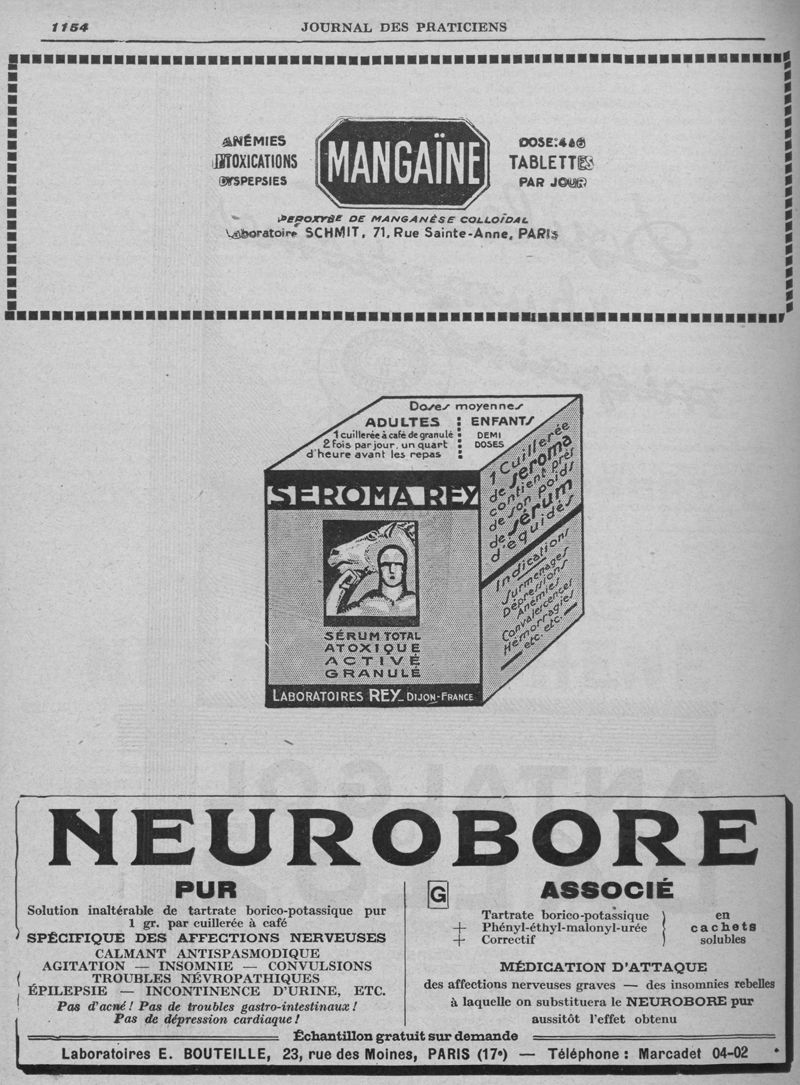 1154 JOURNAL DES PRATICIENS
ANÉMIES
INTOXICATIONS
DYSPEPSIES
MANGAÏNE
DOSE: 4 à 6
TABLETTES
PAR JOUR
PEROXYDE DE MANGANÈSE COLLOÏDAL
Laboratoire SCHMIT, 71, Rue Sainte-Anne, PARIS
Doses moyennes
ADULTES
1 cuillerée à café de granulé
2 fois par jour, un quart
d'heure avant les repas
ENFANTS
DEMI
DOSES
SEROMA REY
SÉRUM TOTAL
ATOXIQUE
ACTIVÉ
GRANULÉ
LABORATOIRES REY_DIJON-FRANCE
1 Cuillerée
de seroma
contient près
de son poids
de sérum
d'équidés
Indications
Surmenages
Dépressions
Anémies
Convalescences
Hémorragies
etc. etc.
NEUROBORE
PUR
Solution inaltérable de tartrate borico-potassique pur
1 gr. par cuillerée à café
SPÉCIFIQUE DES AFFECTIONS NERVEUSES
CALMANT ANTISPASMODIQUE
AGITATION — INSOMNIE — CONVULSIONS
TROUBLES NÉVROPATHIQUES
ÉPILEPSIE — INCONTINENCE D'URINE, ETC.
Pas d'acné ! Pas de troubles gastro-intestinaux !
Pas de dépression cardiaque !
G ASSOCIÉ
Tartrate borico-potassique
+ Phényl-éthyl-malonyl-urée
+ Correctif
en
cachets
solubles
MÉDICATION D'ATTAQUE
des affections nerveuses graves — des insomnies rebelles
à laquelle on substituera le NEUROBORE pur
aussitôt l'effet obtenu
Échantillon gratuit sur demande
Laboratoires E. BOUTEILLE, 23, rue des Moines, PARIS (17e) — Téléphone : Marcadet 04-02